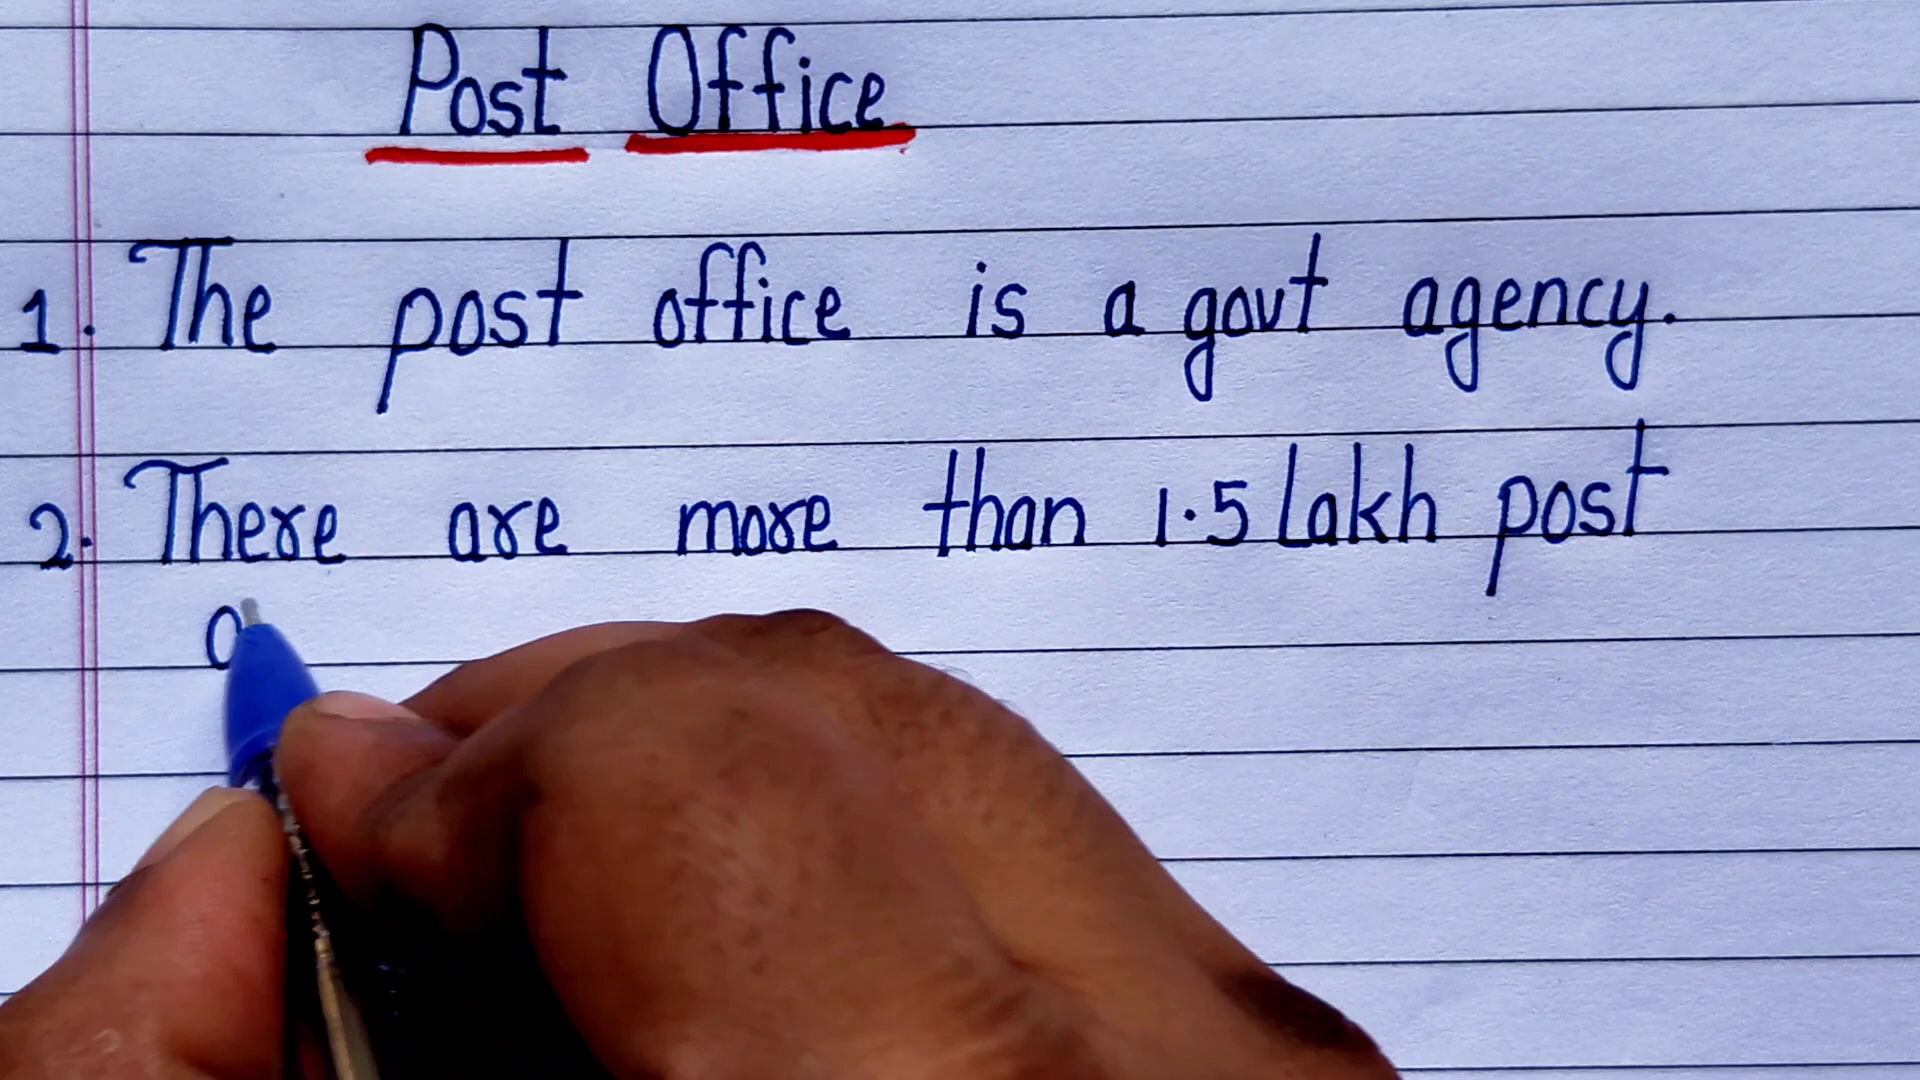 Post Office
1. The post office is a govt agency.
2. There are more than 1.5 lakh post
o